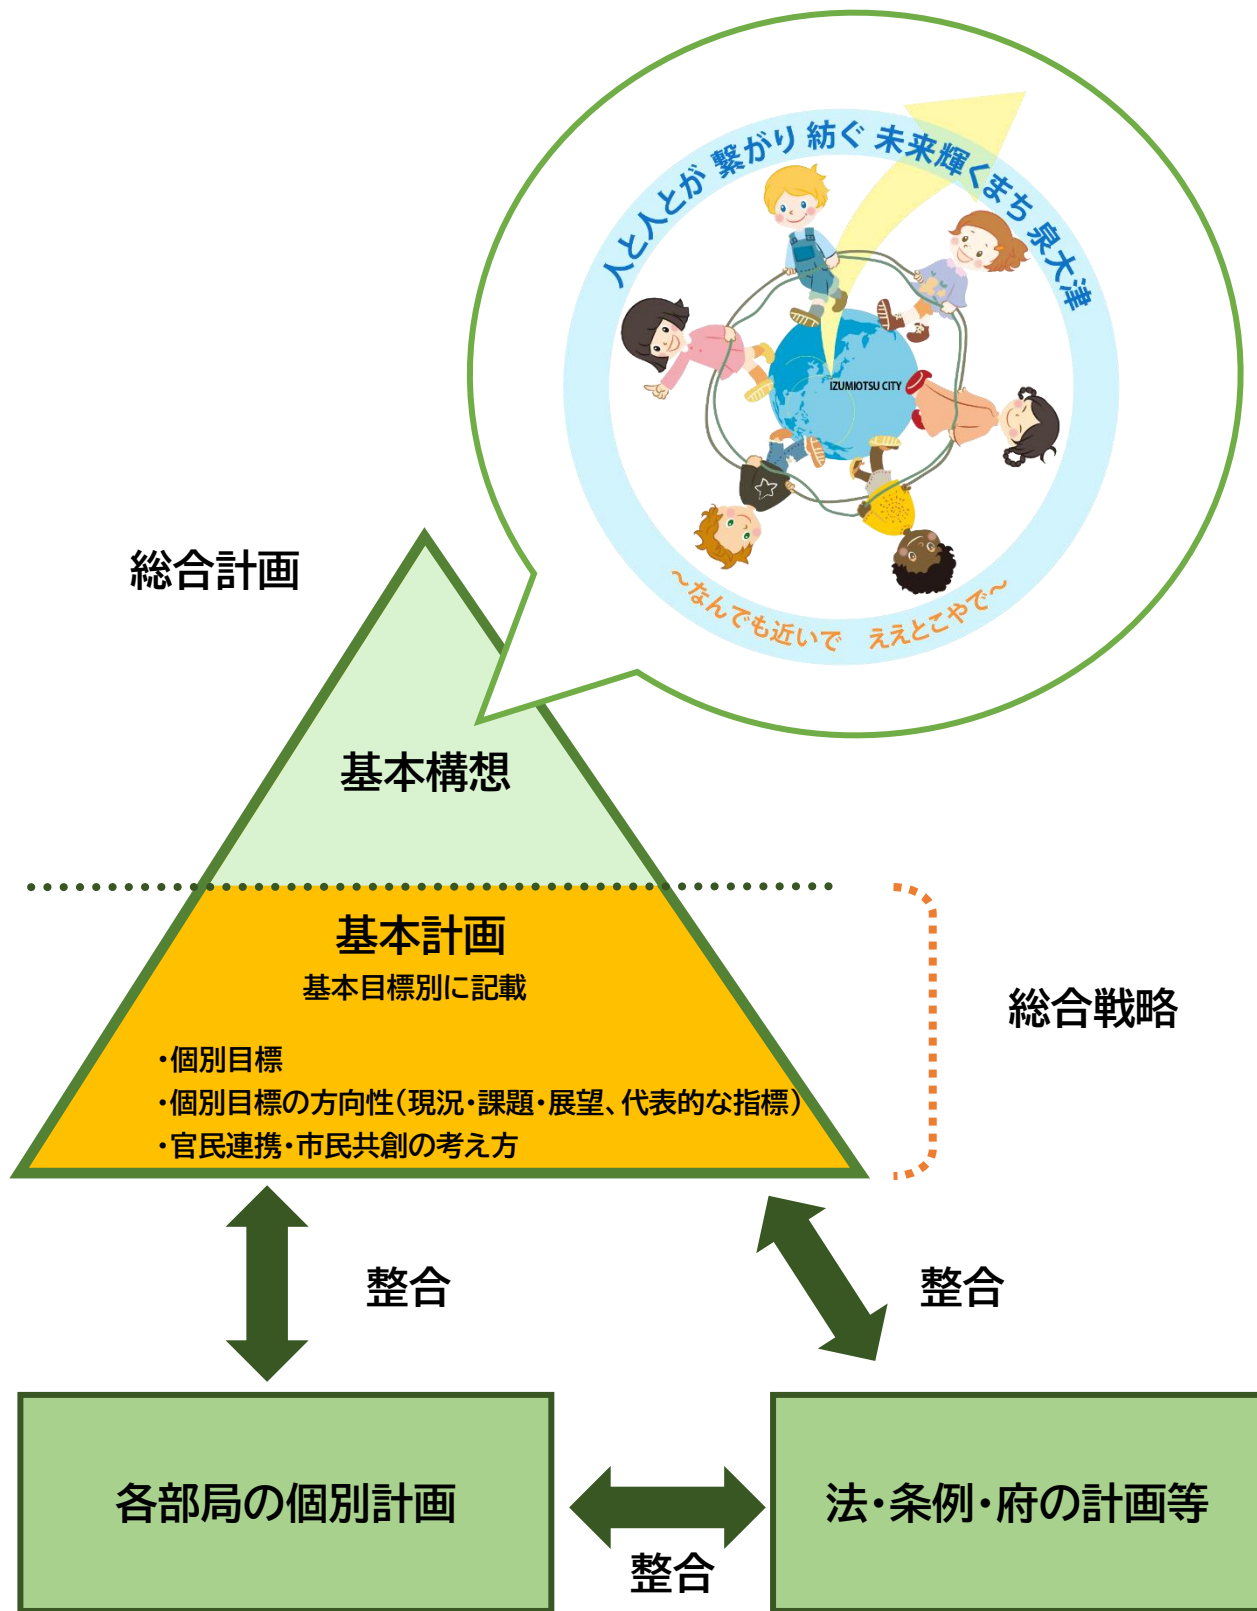 人と人とが 繋がり 紡ぐ 未来輝くまち 泉大津
IZUMIOTSU CITY
～なんでも近いで　ええとこやで～
総合計画
基本構想
基本計画
基本目標別に記載
・個別目標
・個別目標の方向性（現況・課題・展望、代表的な指標）
・官民連携・市民共創の考え方
総合戦略
整合
整合
各部局の個別計画
整合
法・条例・府の計画等